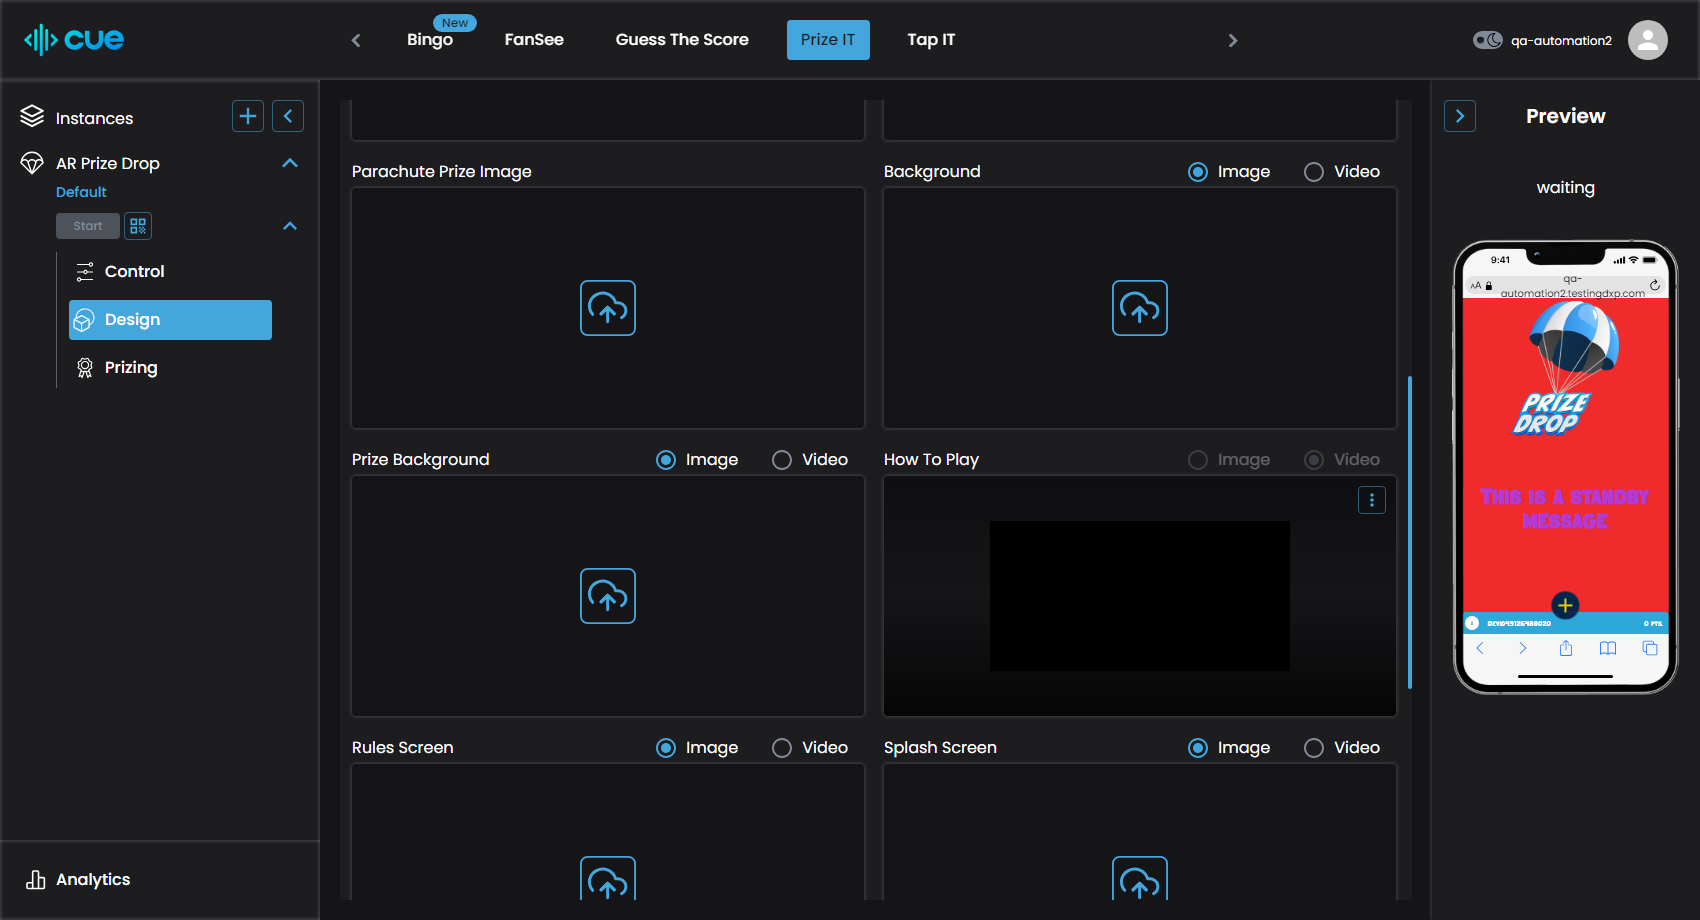 cue
New
Bingo
FanSee
Guess The Score
Prize IT
Tap IT
qa-automation2
Instances
AR Prize Drop
Default
Start
Control
Design
Prizing
Analytics
Parachute Prize Image
Background
Image
Video
Prize Background
Image
Video
How To Play
Image
Video
Rules Screen
Image
Video
Splash Screen
Image
Video
Preview
waiting
9:41
AA
qa-
automation2.testingdxp.com
PRIZE
DROP
THIS IS A STANDBY
MESSAGE
0 PTS.